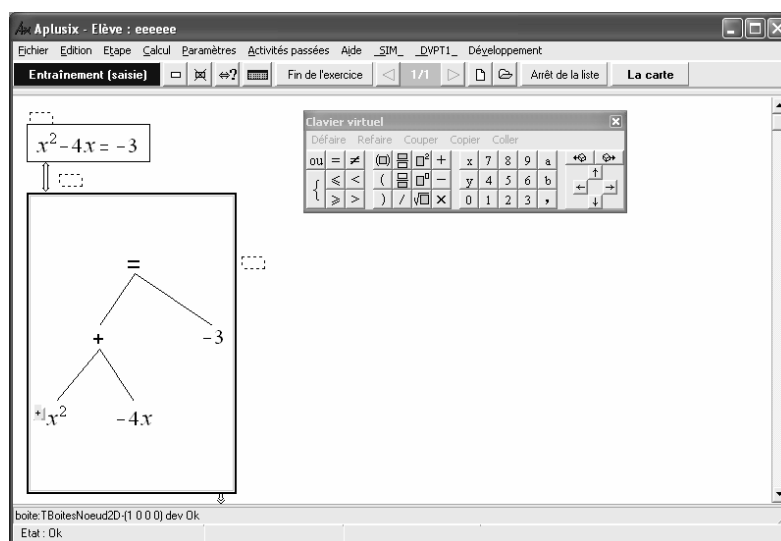 Aplusix - Elève : eeeeee
Fichier Edition Etape Calcul Paramètres Activités passées Aide _SIM_ _DVPT1_ Développement
Entraînement (saisie) ⇔? Fin de l'exercice 1/1 Arrêt de la liste La carte
x² - 4x = -3
Clavier virtuel
Défaire Refaire Couper Copier Coller
ou = ≠ (□) □² + x 7 8 9 a
{ ⩽ < ( □⁰ − y 4 5 6 b
⩾ > ) / √□ × 0 1 2 3 ,
=
+ -3
x² -4x
boite:TBoitesNoeud2D-(1 0 0 0) dev Ok
Etat : Ok